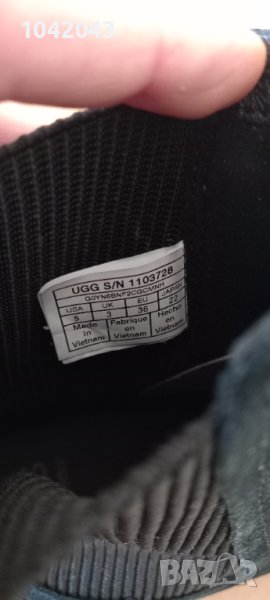 1042043
UGG S/N 1103728
G0YN6BNF2CGCMNH
USA UK EU JAPAN
5 3 36 22
Made in Vietnam
Fabriqué en Vietnam
Hecho en Vietnam
bazar